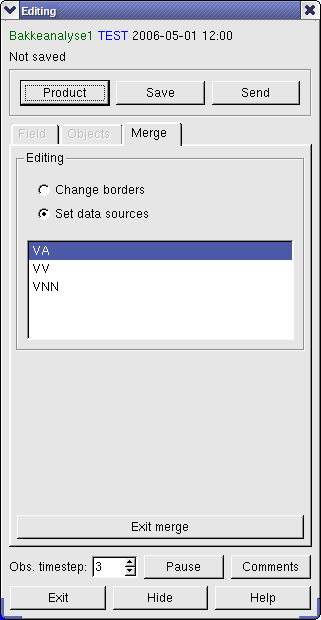 Editing
Bakkeanalyse1 TEST 2006-05-01 12:00
Not saved
Product Save Send
Field Objects Merge
Editing
Change borders
Set data sources
VA
VV
VNN
Exit merge
Obs. timestep: 3 Pause Comments
Exit Hide Help